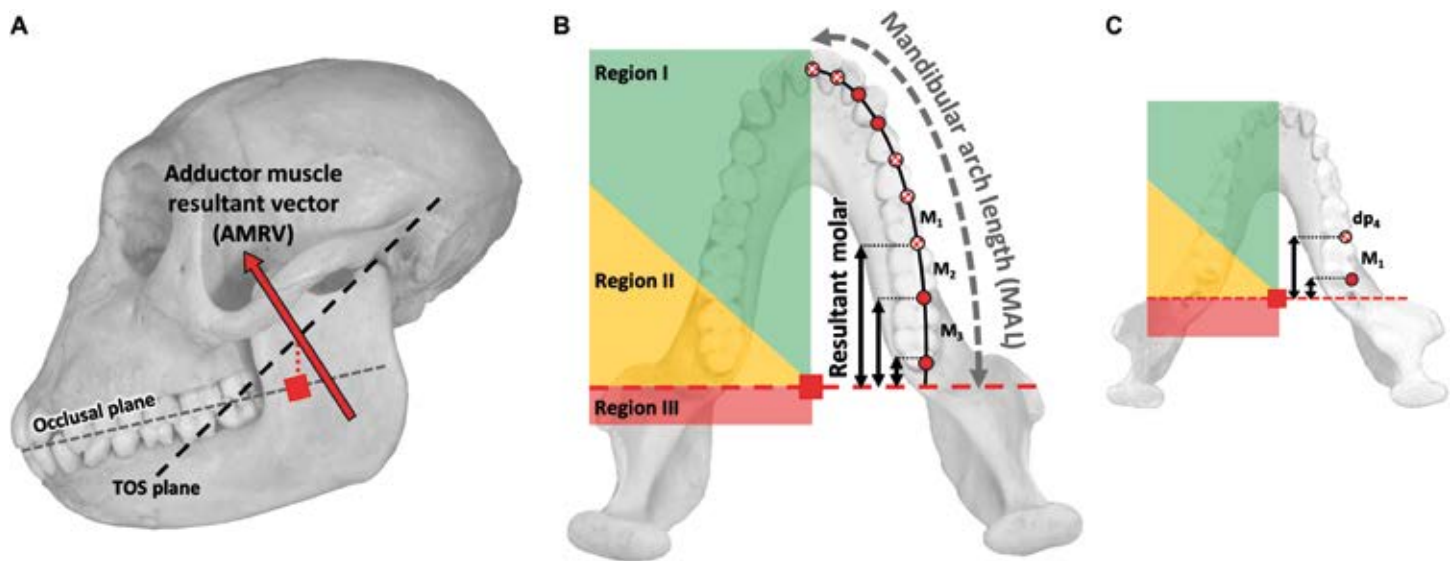 A
Adductor muscle
resultant vector
(AMRV)
Occlusal plane
TOS plane
B
Region I
Region II
Region III
Resultant molar
M₁
M₂
M₃
Mandibular arch length (MAL)
C
dp₄
M₁